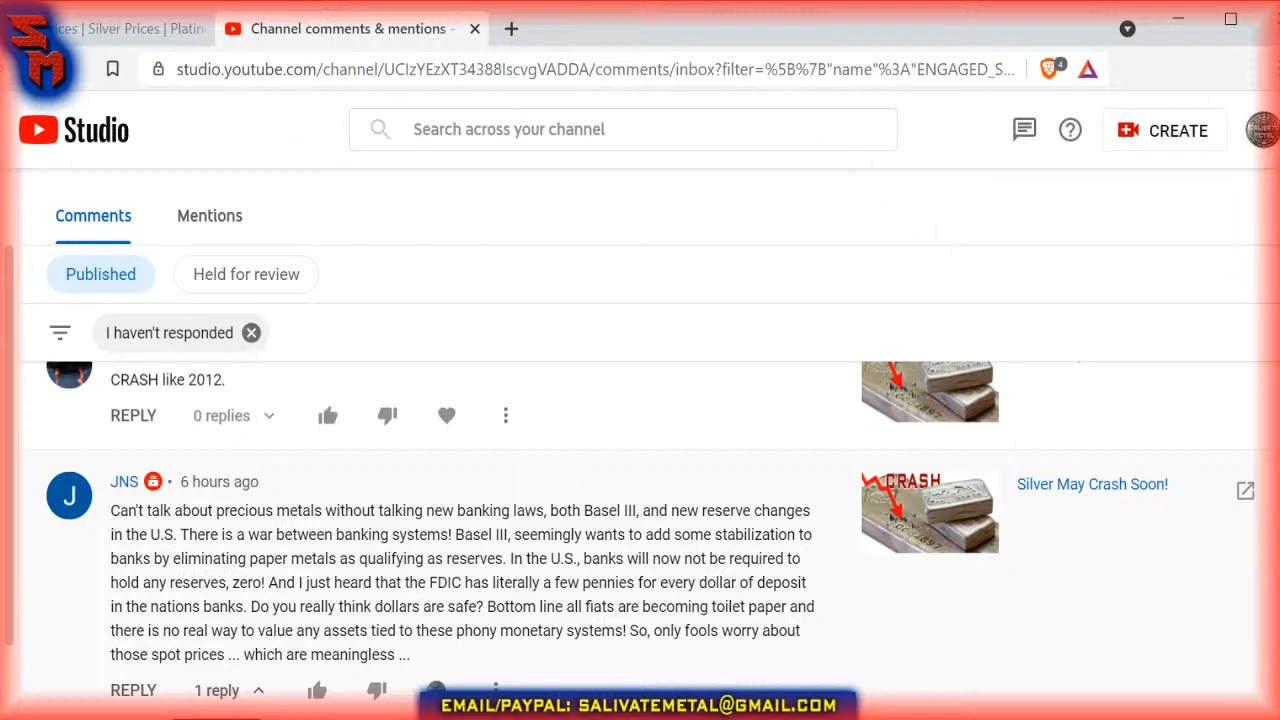 SM
ices | Silver Prices | Platin
Channel comments & mentions -
studio.youtube.com/channel/UCIzYEzXT34388IscvgVADDA/comments/inbox?filter=%5B%7B"name"%3A"ENGAGED_S...
4
Studio
Search across your channel
CREATE
Comments
Mentions
Published
Held for review
I haven't responded
CRASH like 2012.
REPLY
0 replies
JNS • 6 hours ago
CRASH
Silver May Crash Soon!
Can't talk about precious metals without talking new banking laws, both Basel III, and new reserve changes
in the U.S. There is a war between banking systems! Basel III, seemingly wants to add some stabilization to
banks by eliminating paper metals as qualifying as reserves. In the U.S., banks will now not be required to
hold any reserves, zero! And I just heard that the FDIC has literally a few pennies for every dollar of deposit
in the nations banks. Do you really think dollars are safe? Bottom line all fiats are becoming toilet paper and
there is no real way to value any assets tied to these phony monetary systems! So, only fools worry about
those spot prices ... which are meaningless ...
REPLY
1 reply
EMAIL/PAYPAL: SALIVATEMETAL@GMAIL.COM